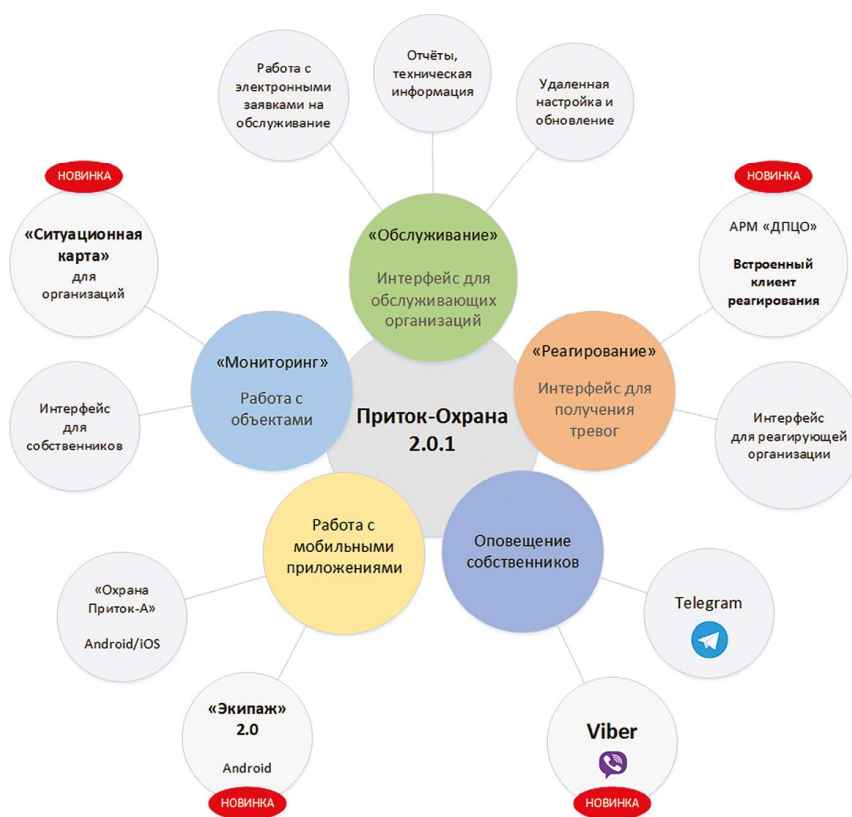 Работа с
электронными
заявками на
обслуживание
Отчёты,
техническая
информация
Удаленная
настройка и
обновление
НОВИНКА
«Ситуационная
карта»
для
организаций
«Обслуживание»
Интерфейс для
обслуживающих
организаций
НОВИНКА
АРМ «ДПЦО»
Встроенный
клиент
реагирования
«Мониторинг»
Работа с
объектами
«Реагирование»
Интерфейс для
получения
тревог
Приток-Охрана
2.0.1
Интерфейс
для
собственников
Интерфейс
для реагирующей
организации
Работа с
мобильными
приложениями
Оповещение
собственников
«Охрана
Приток-А»
Android/iOS
Telegram
«Экипаж»
2.0
Android
НОВИНКА
Viber
НОВИНКА